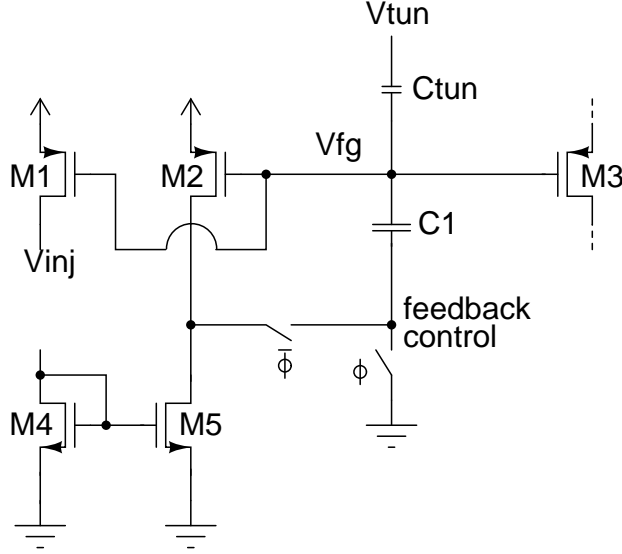 Vtun
Ctun
Vfg
M1
M2
M3
C1
Vinj
feedback
control
ϕ̅
ϕ
M4
M5